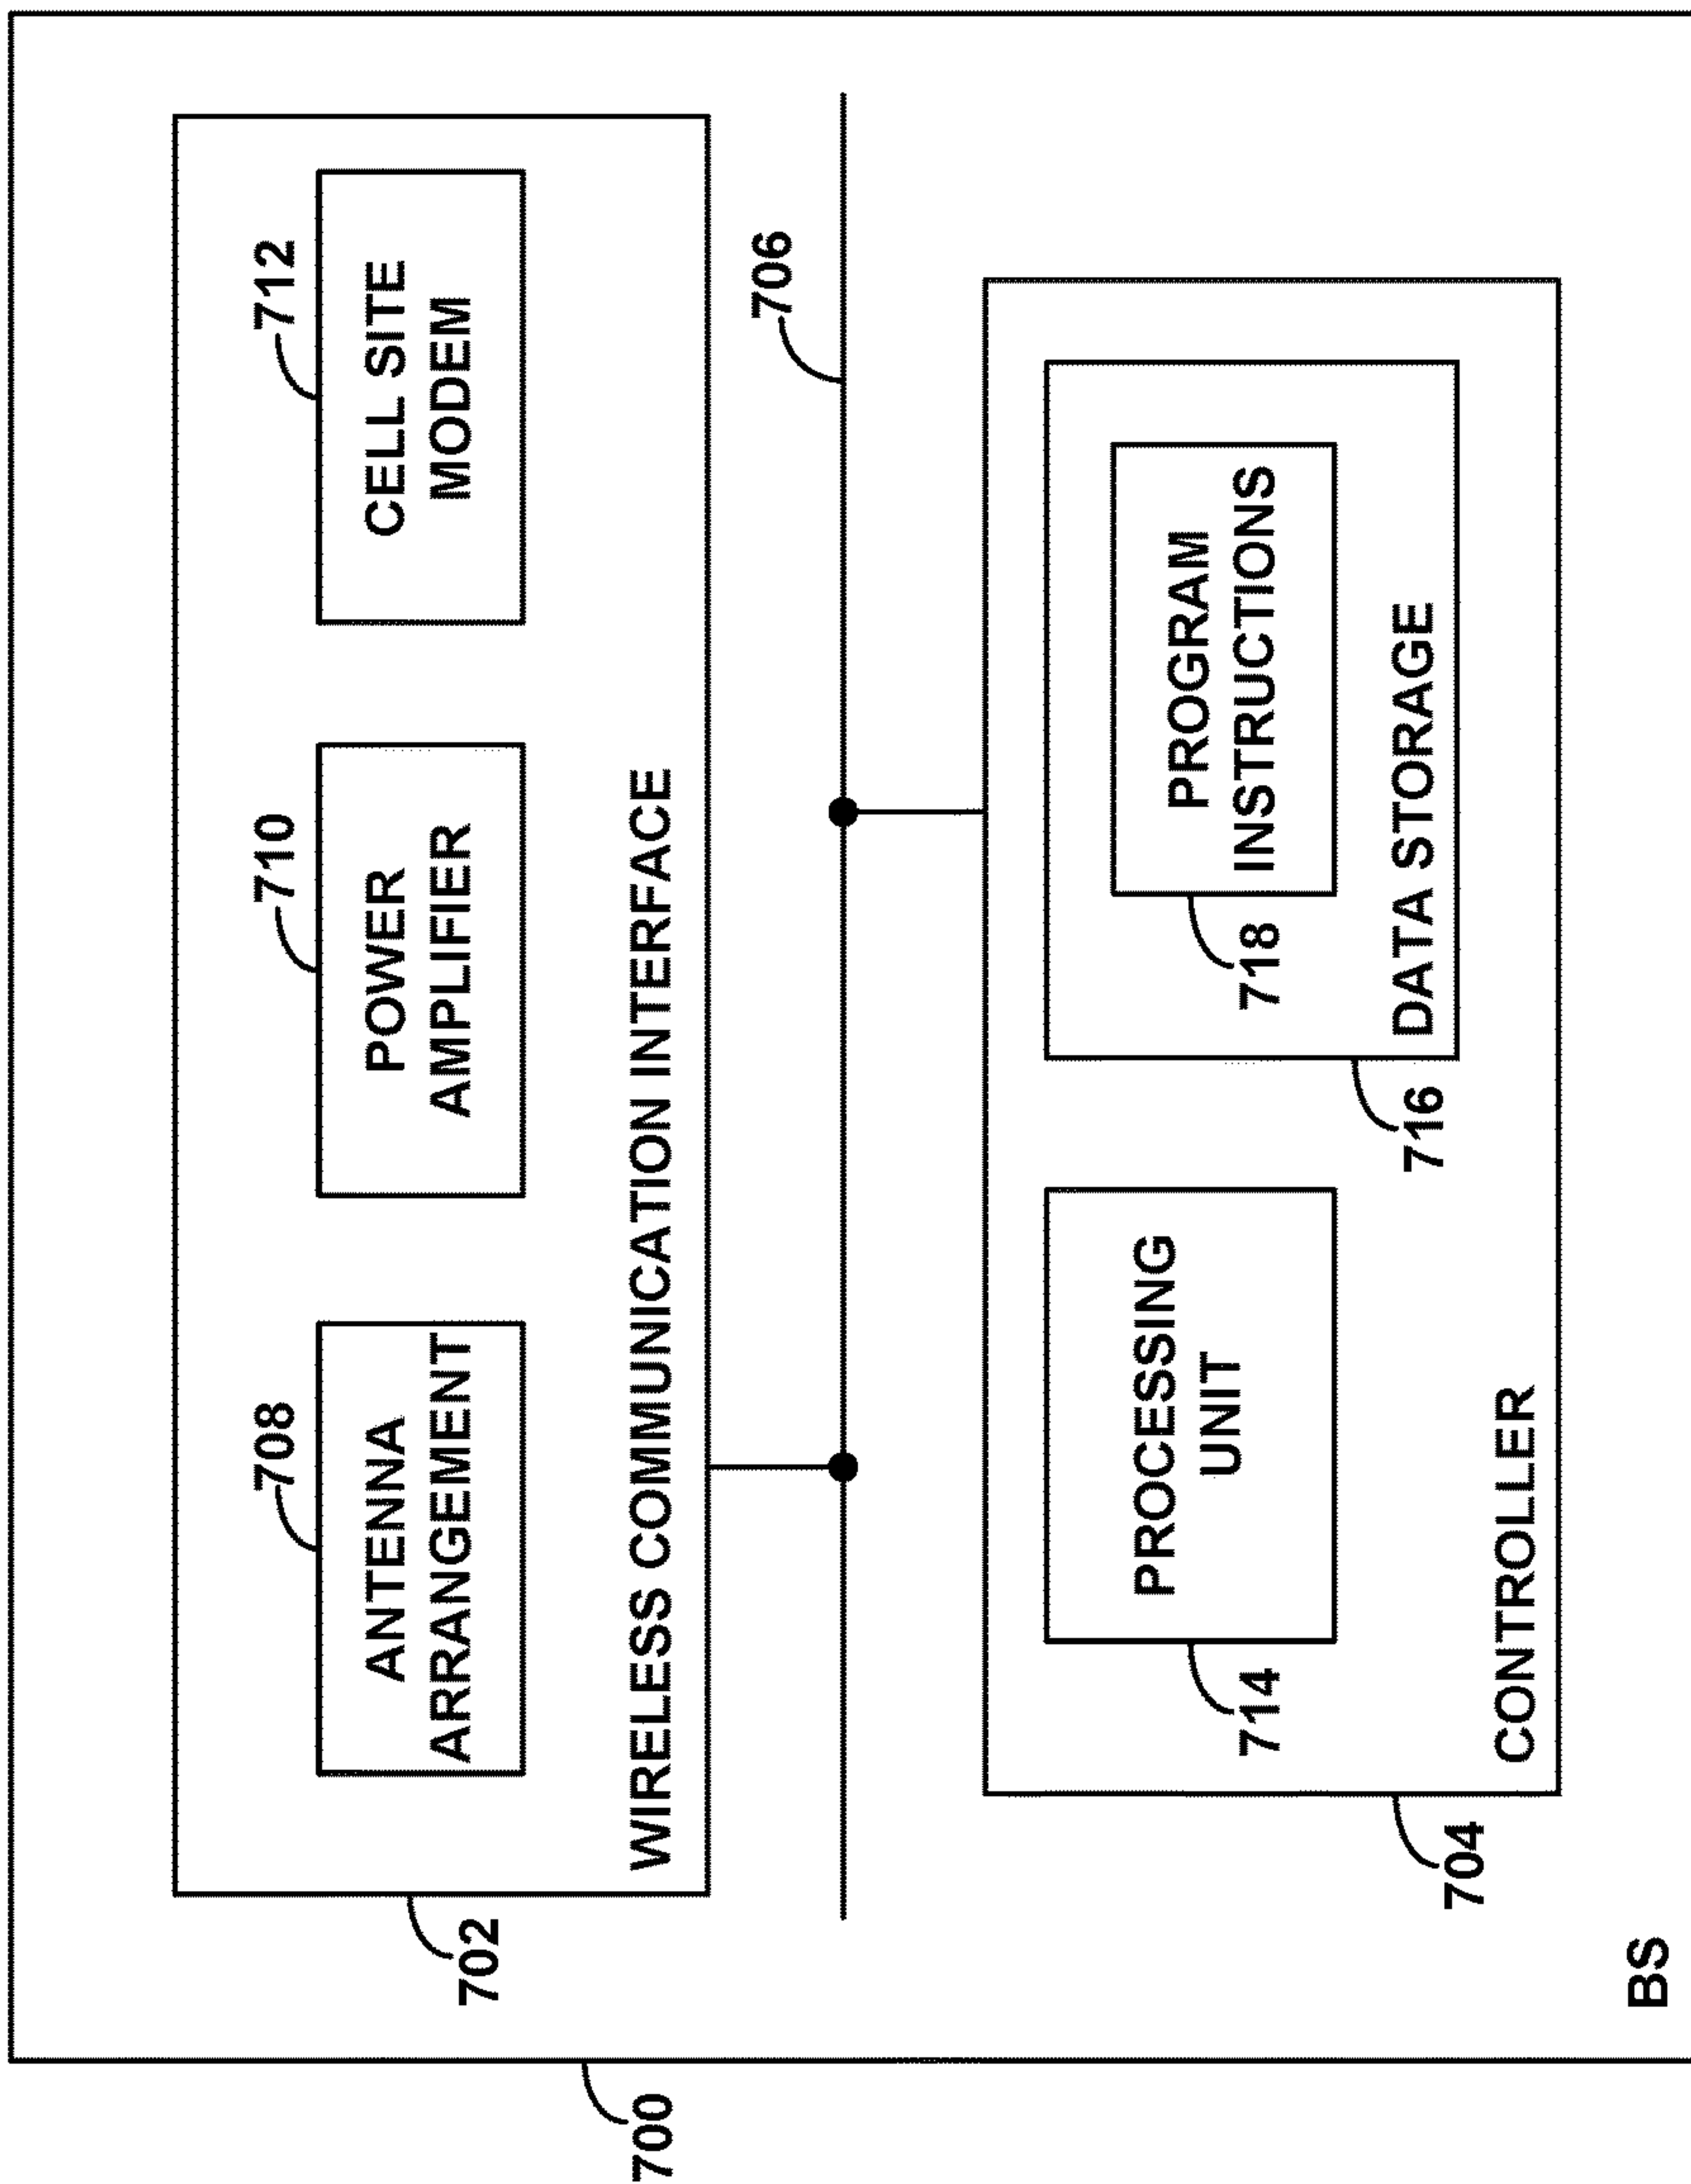 700
702
708
ANTENNA
ARRANGEMENT
710
POWER
AMPLIFIER
712
CELL SITE
MODEM
WIRELESS COMMUNICATION INTERFACE
706
714
PROCESSING
UNIT
718
PROGRAM
INSTRUCTIONS
716
DATA STORAGE
704
CONTROLLER
BS